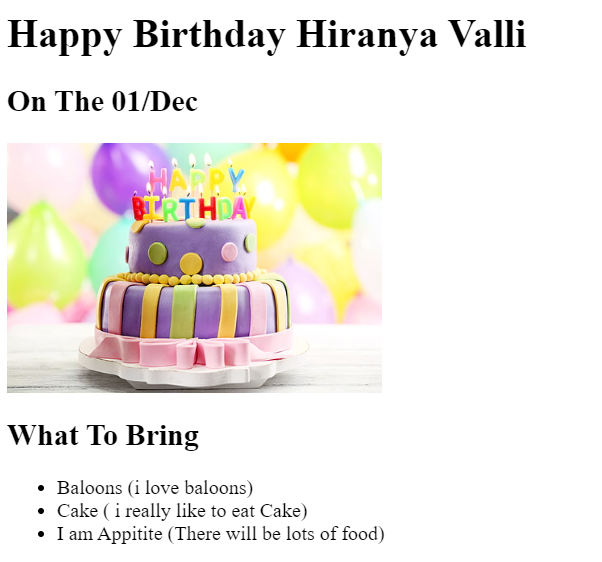 Happy Birthday Hiranya Valli
On The 01/Dec
HAPPY
BIRTHDAY
What To Bring
Baloons (i love baloons)
Cake ( i really like to eat Cake)
I am Appitite (There will be lots of food)